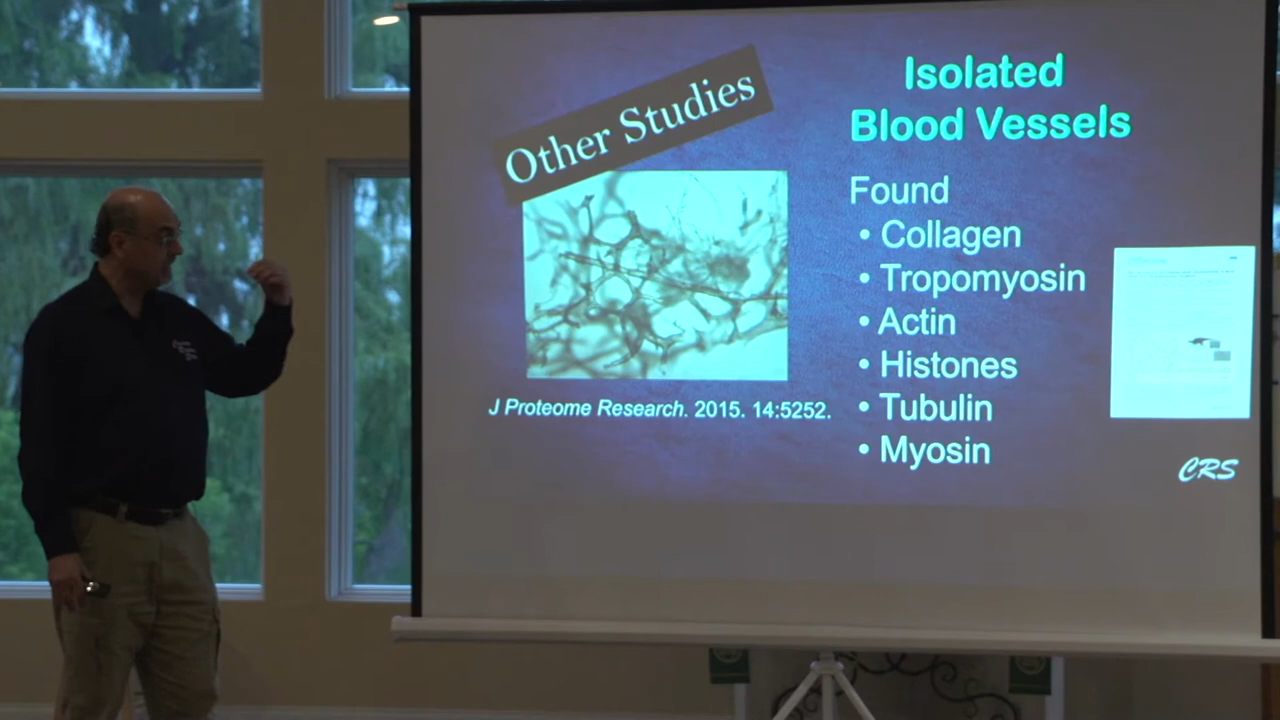 Other Studies
Isolated
Blood Vessels
Found
• Collagen
• Tropomyosin
• Actin
• Histones
• Tubulin
• Myosin
J Proteome Research. 2015. 14:5252.
CRS